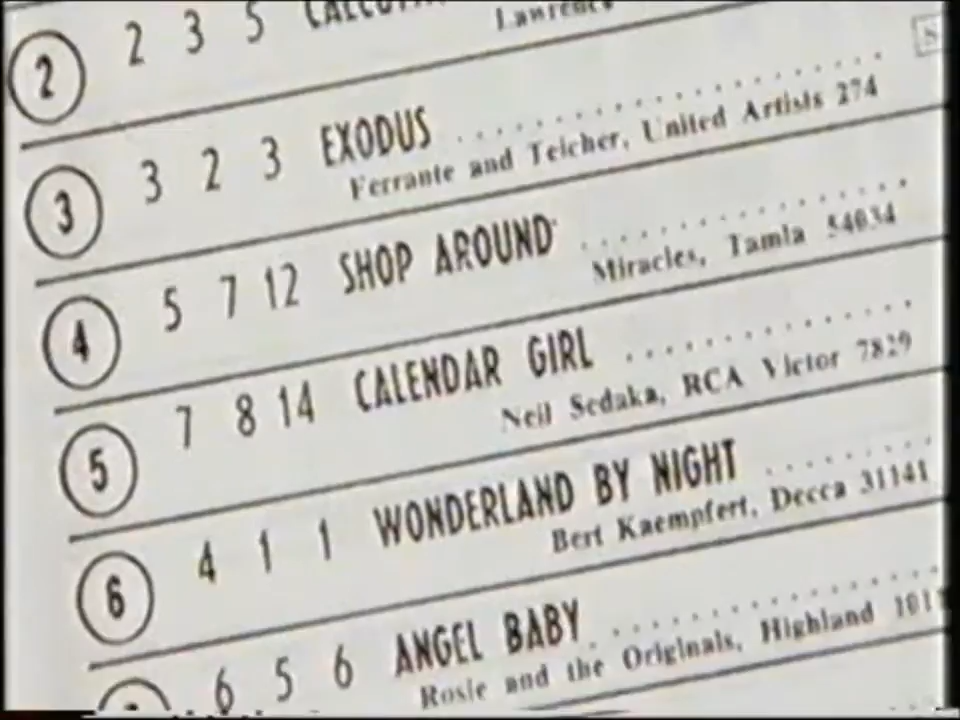 2 2 3 5
Lawrence
S
3 3 2 3 EXODUS
Ferrante and Teicher, United Artists 274
4 5 7 12 SHOP AROUND
Miracles, Tamla 54034
5 7 8 14 CALENDAR GIRL
Neil Sedaka, RCA Victor 7829
6 4 1 1 WONDERLAND BY NIGHT
Bert Kaempfert, Decca 31141
6 5 6 ANGEL BABY
Rosie and the Originals, Highland